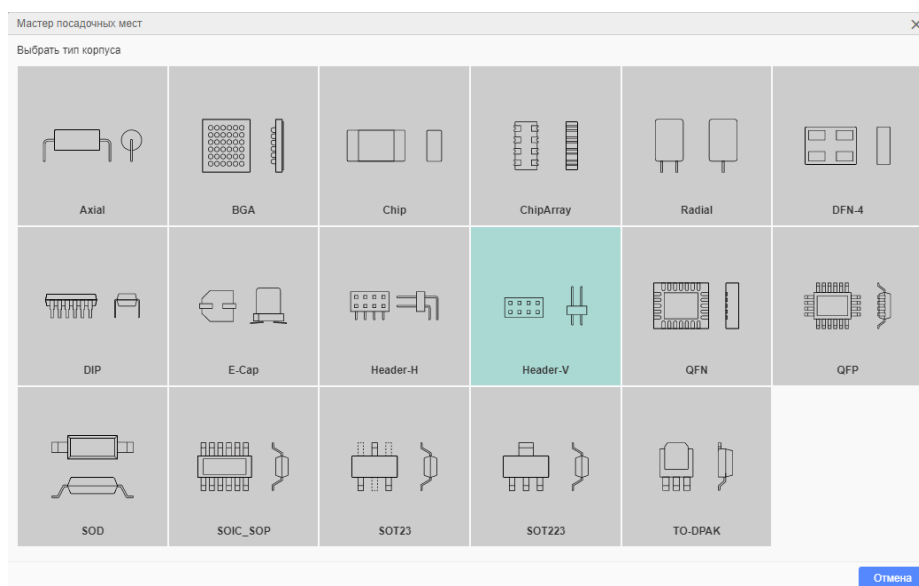 Мастер посадочных мест
Выбрать тип корпуса
Axial
BGA
Chip
ChipArray
Radial
DFN-4
DIP
E-Cap
Header-H
Header-V
QFN
QFP
SOD
SOIC_SOP
SOT23
SOT223
TO-DPAK
Отмена